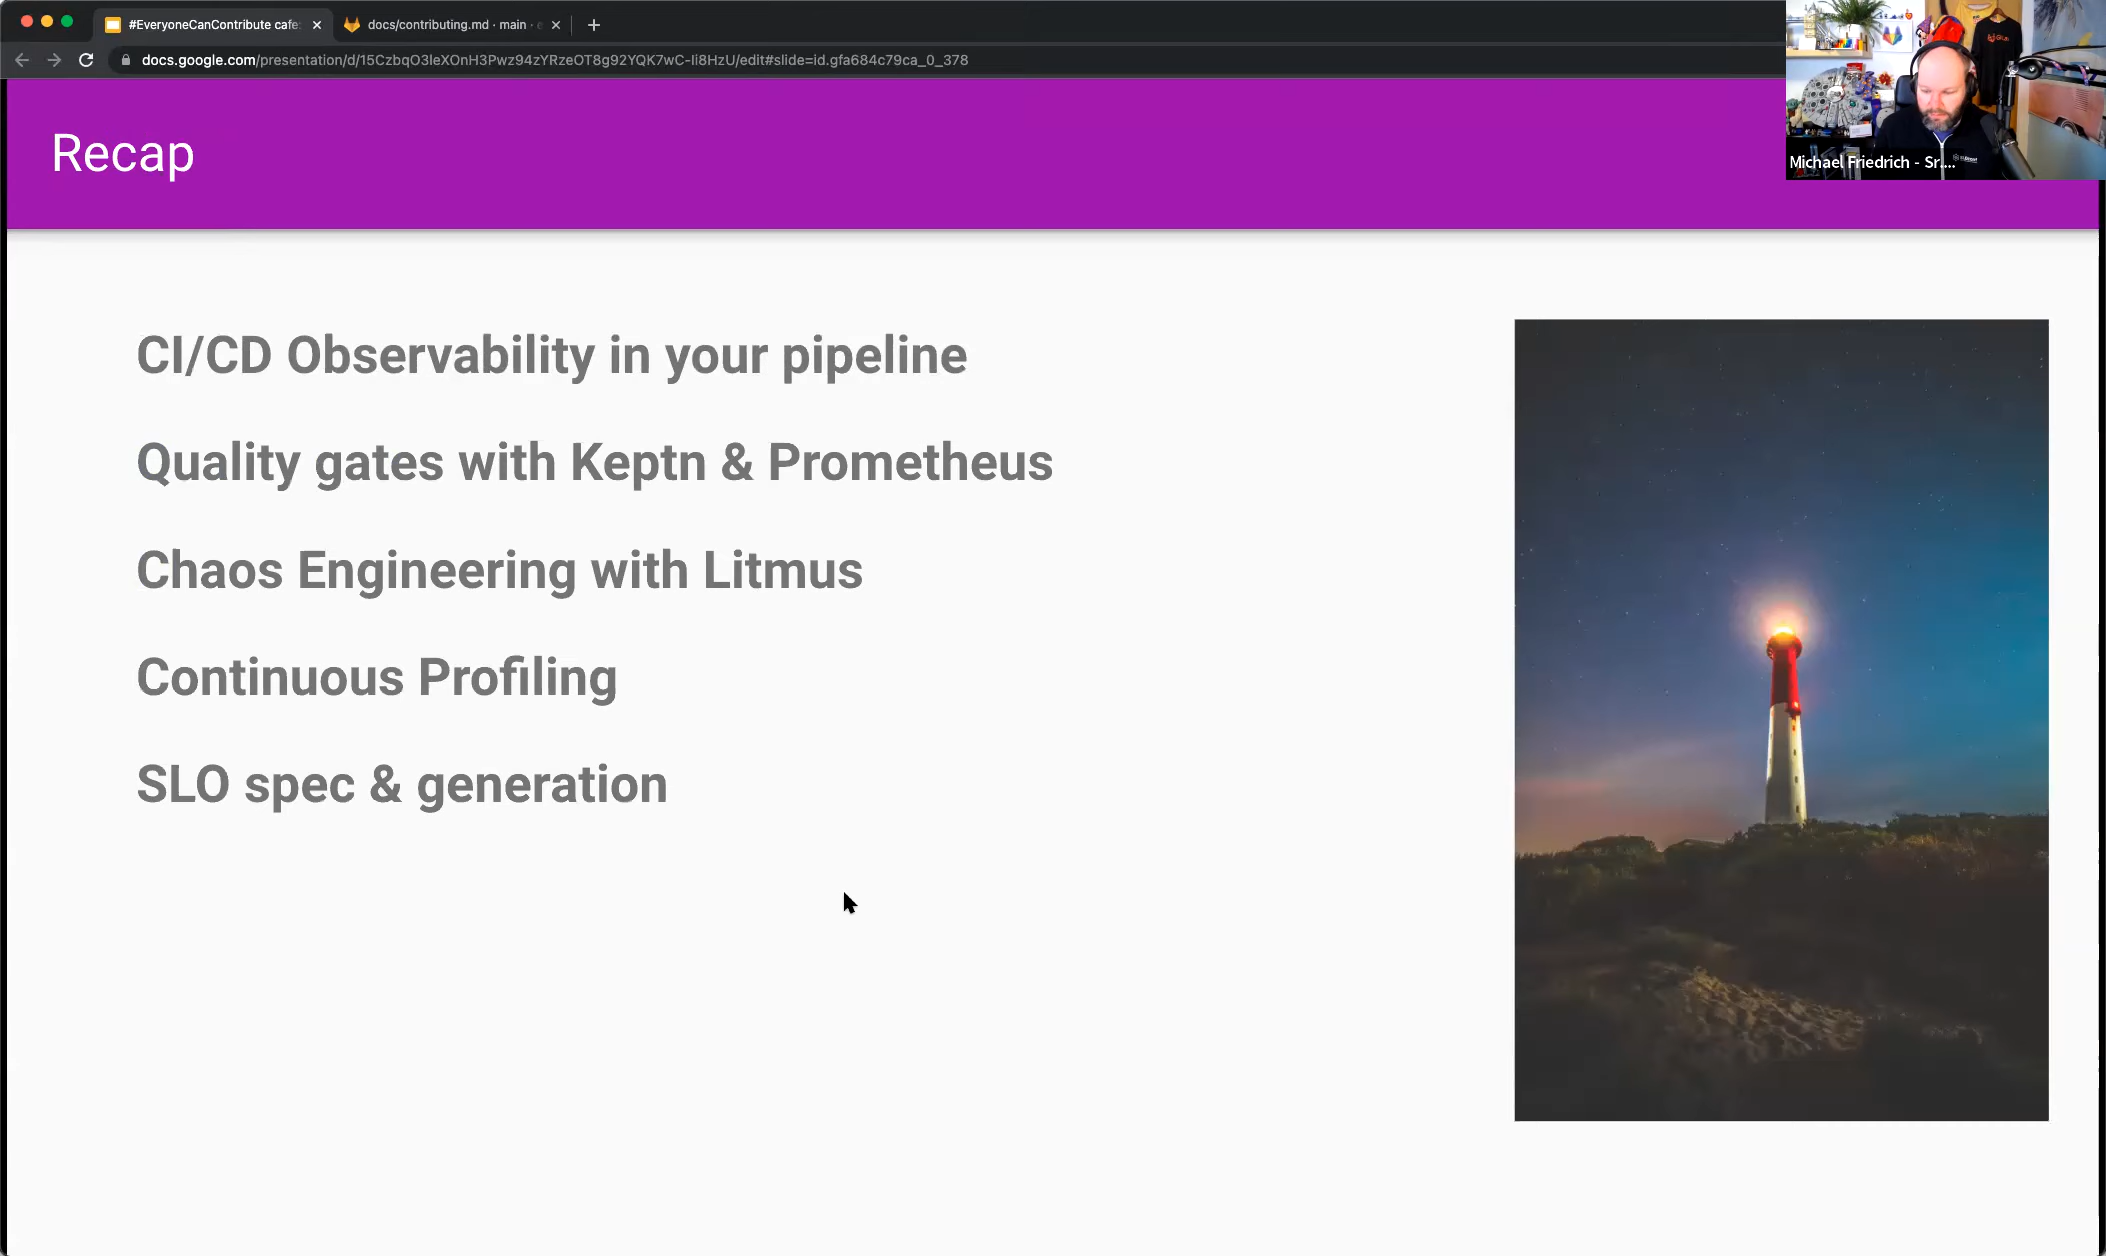 #EveryoneCanContribute cafe
docs/contributing.md · main ·
docs.google.com/presentation/d/15CzbqO3leXOnH3Pwz94zYRzeOT8g92YQK7wC-Ii8HzU/edit#slide=id.gfa684c79ca_0_378
Michael Friedrich - Sr....
Recap
CI/CD Observability in your pipeline
Quality gates with Keptn & Prometheus
Chaos Engineering with Litmus
Continuous Profiling
SLO spec & generation